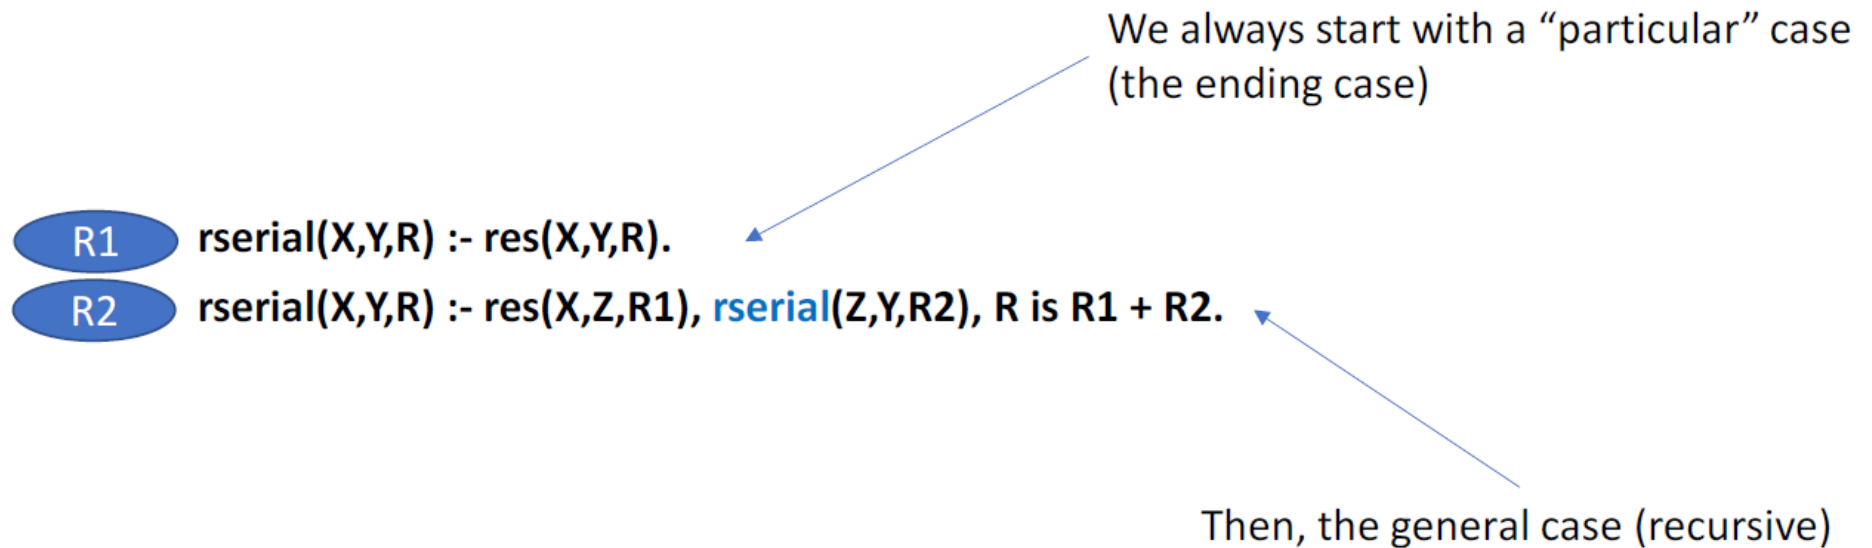 We always start with a “particular” case
(the ending case)
R1 rserial(X,Y,R) :- res(X,Y,R).
R2 rserial(X,Y,R) :- res(X,Z,R1), rserial(Z,Y,R2), R is R1 + R2.
Then, the general case (recursive)